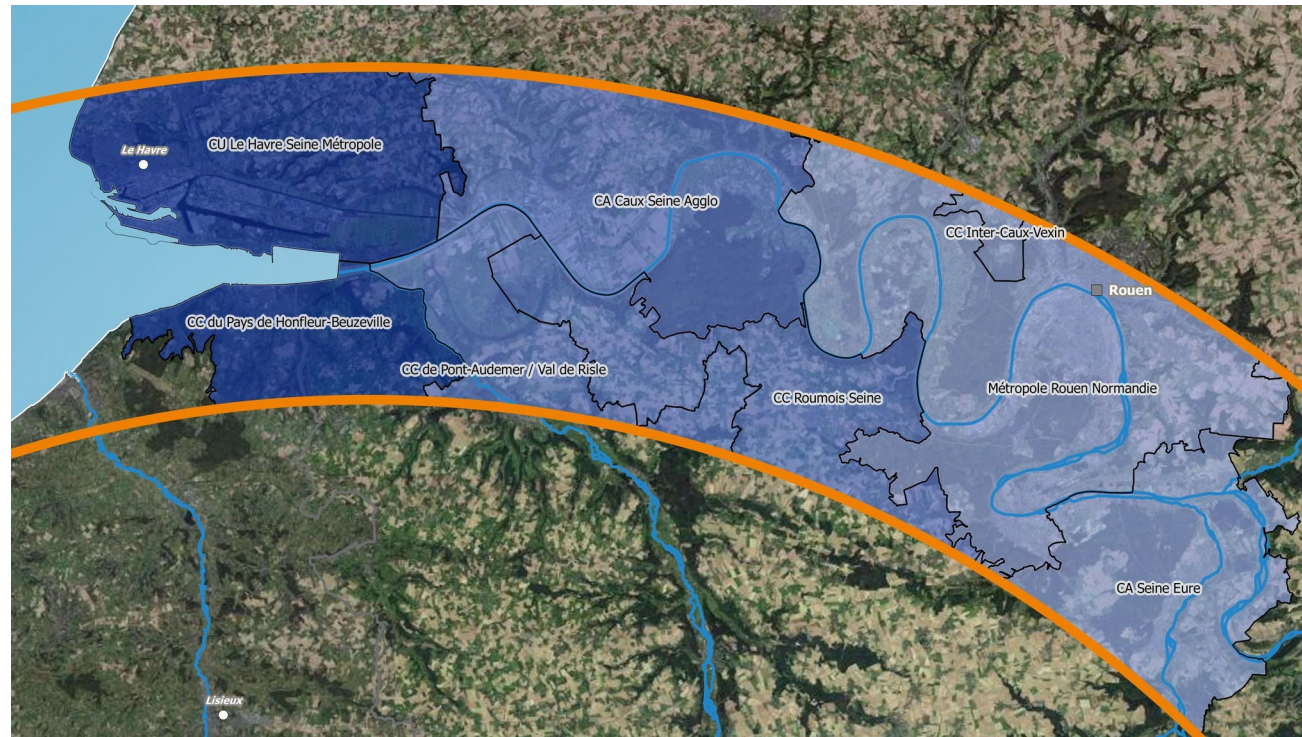 CU Le Havre Seine Métropole
Le Havre
CA Caux Seine Agglo
CC Inter-Caux-Vexin
Rouen
CC du Pays de Honfleur-Beuzeville
CC de Pont-Audemer / Val de Risle
CC Roumois Seine
Métropole Rouen Normandie
CA Seine Eure
Lisieux